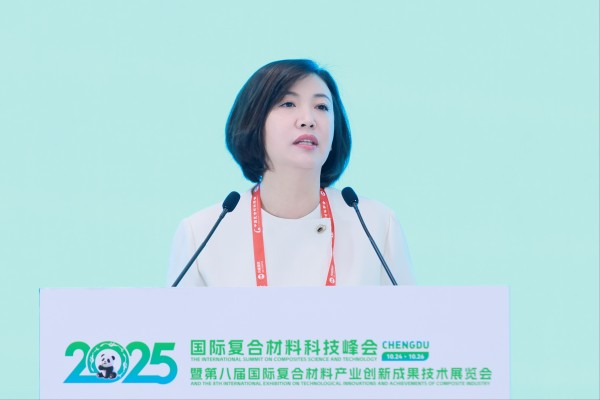 2025
国际复合材料科技峰会
CHENGDU
10.24 - 10.26
THE INTERNATIONAL SUMMIT ON COMPOSITES SCIENCE AND TECHNOLOGY
暨第八届国际复合材料产业创新成果技术展览会
AND THE 8TH INTERNATIONAL EXHIBITION ON TECHNOLOGICAL INNOVATIONS AND ACHIEVEMENTS OF COMPOSITE INDUSTRY